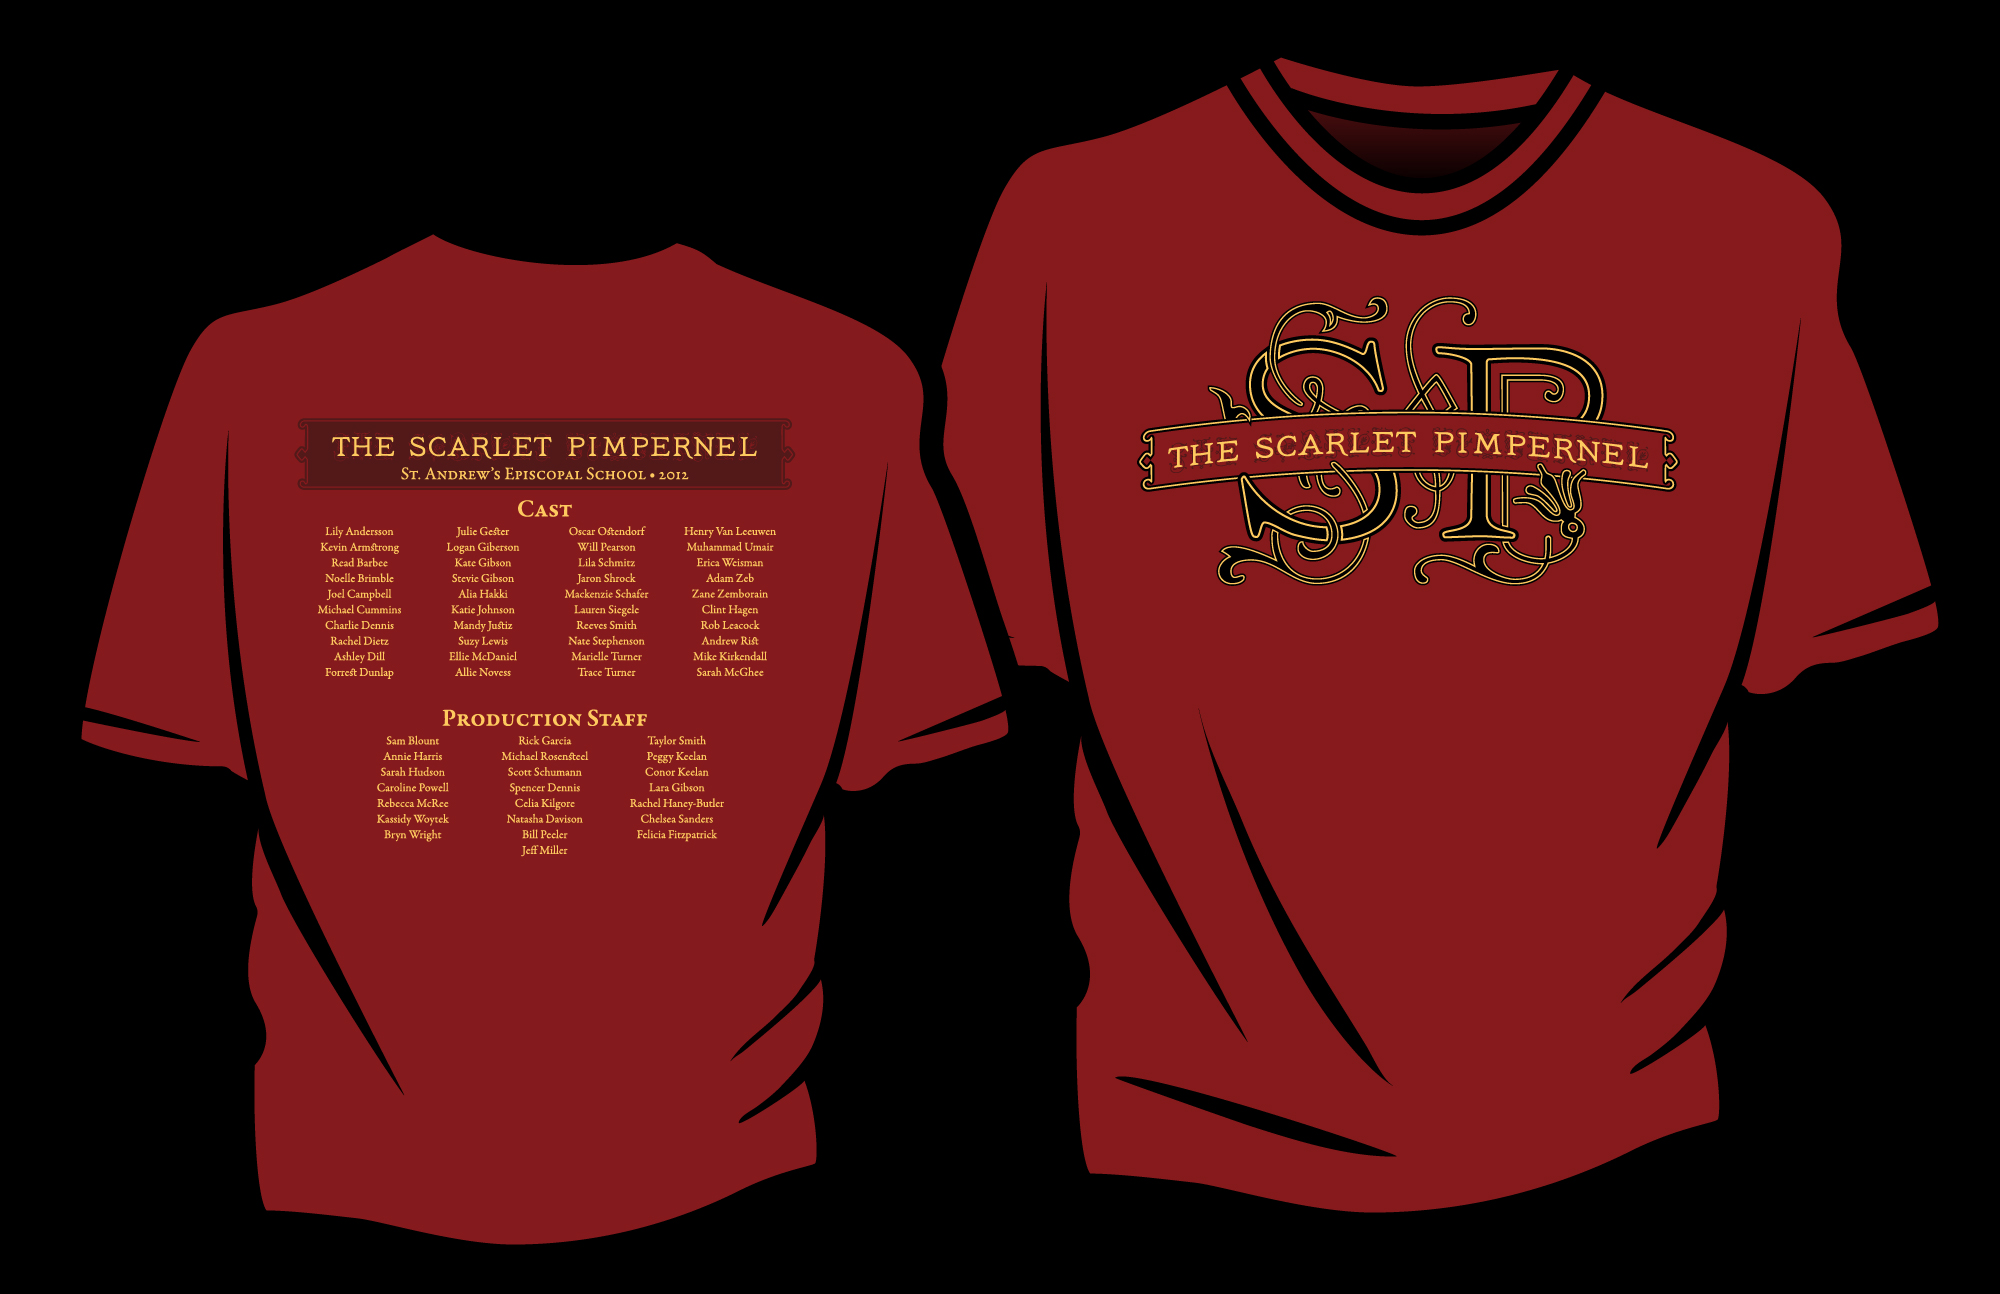 THE SCARLET PIMPERNEL
St. Andrew's Episcopal School • 2012
Cast
Lily Andersson
Kevin Armstrong
Read Barbee
Noelle Brimble
Joel Campbell
Michael Cummins
Charlie Dennis
Rachel Dietz
Ashley Dill
Forrest Dunlap
Julie Gester
Logan Giberson
Kate Gibson
Stevie Gibson
Alia Hakki
Katie Johnson
Mandy Justiz
Suzy Lewis
Ellie McDaniel
Allie Novess
Oscar Ostendorf
Will Pearson
Lila Schmitz
Jaron Shrock
Mackenzie Schafer
Lauren Siegele
Reeves Smith
Nate Stephenson
Marielle Turner
Trace Turner
Henry Van Leeuwen
Muhammad Umair
Erica Weisman
Adam Zeb
Zane Zemborain
Clint Hagen
Rob Leacock
Andrew Rist
Mike Kirkendall
Sarah McGhee
Production Staff
Sam Blount
Annie Harris
Sarah Hudson
Caroline Powell
Rebecca McRee
Kassidy Woytek
Bryn Wright
Rick Garcia
Michael Rosensteel
Scott Schumann
Spencer Dennis
Celia Kilgore
Natasha Davison
Bill Peeler
Jeff Miller
Taylor Smith
Peggy Keelan
Conor Keelan
Lara Gibson
Rachel Haney-Butler
Chelsea Sanders
Felicia Fitzpatrick
SP
THE SCARLET PIMPERNEL